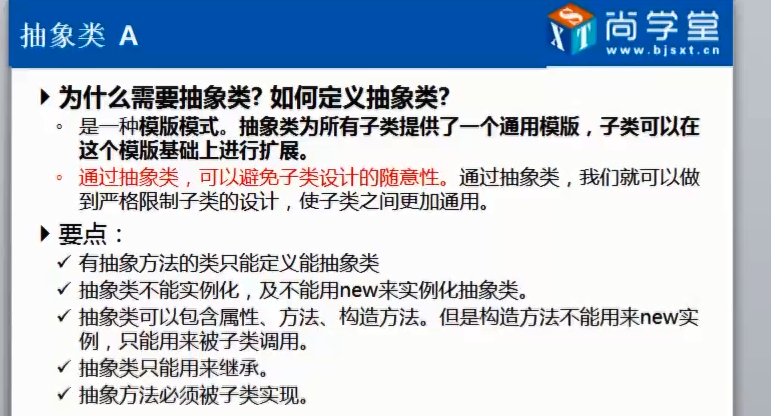 抽象类 A
尚学堂
www.bjsxt.cn
为什么需要抽象类? 如何定义抽象类?
是一种模版模式。抽象类为所有子类提供了一个通用模版，子类可以在
这个模版基础上进行扩展。
通过抽象类，可以避免子类设计的随意性。通过抽象类，我们就可以做
到严格限制子类的设计，使子类之间更加通用。
要点：
有抽象方法的类只能定义能抽象类
抽象类不能实例化，及不能用new来实例化抽象类。
抽象类可以包含属性、方法、构造方法。但是构造方法不能用来new实
例，只能用来被子类调用。
抽象类只能用来继承。
抽象方法必须被子类实现。